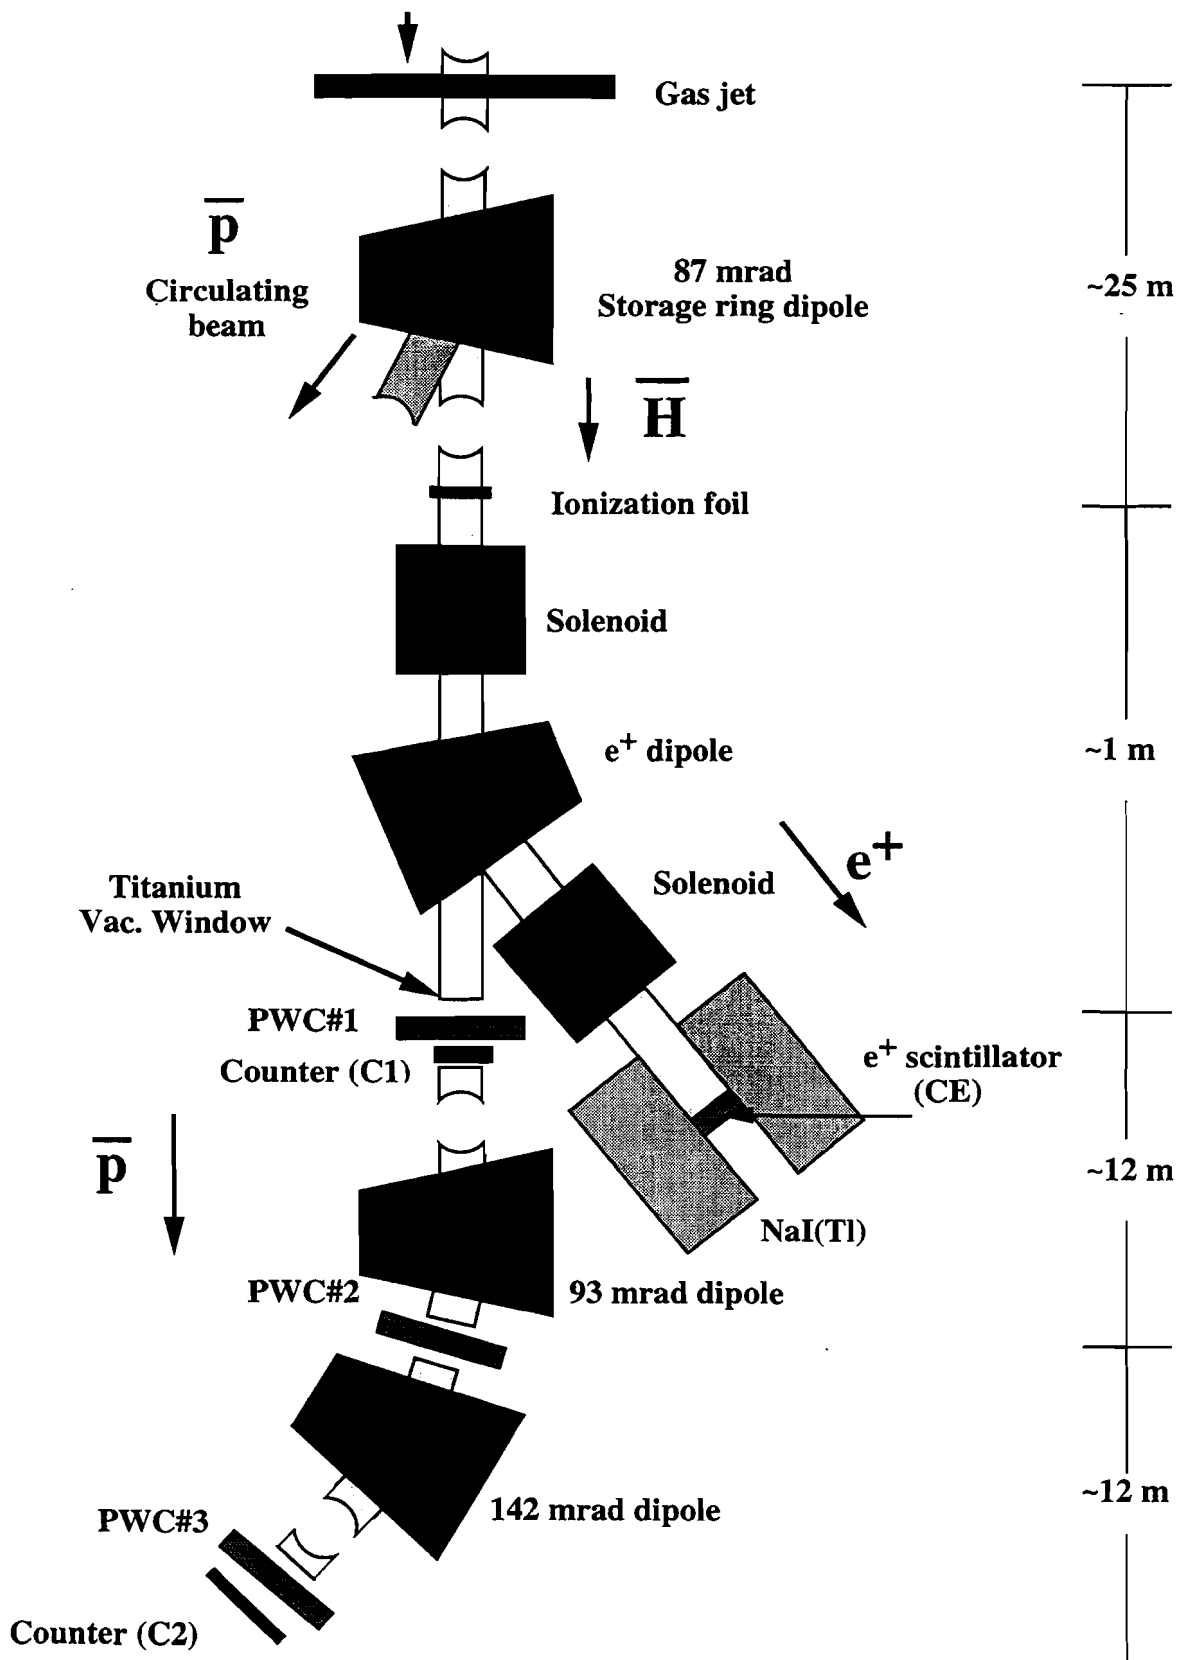 Gas jet
p̅
Circulating
beam
87 mrad
Storage ring dipole
~25 m
H̅
Ionization foil
Solenoid
e⁺ dipole
~1 m
e⁺
Solenoid
Titanium
Vac. Window
PWC#1
Counter (C1)
e⁺ scintillator
(CE)
p̅
~12 m
NaI(Tl)
PWC#2
93 mrad dipole
142 mrad dipole
~12 m
PWC#3
Counter (C2)